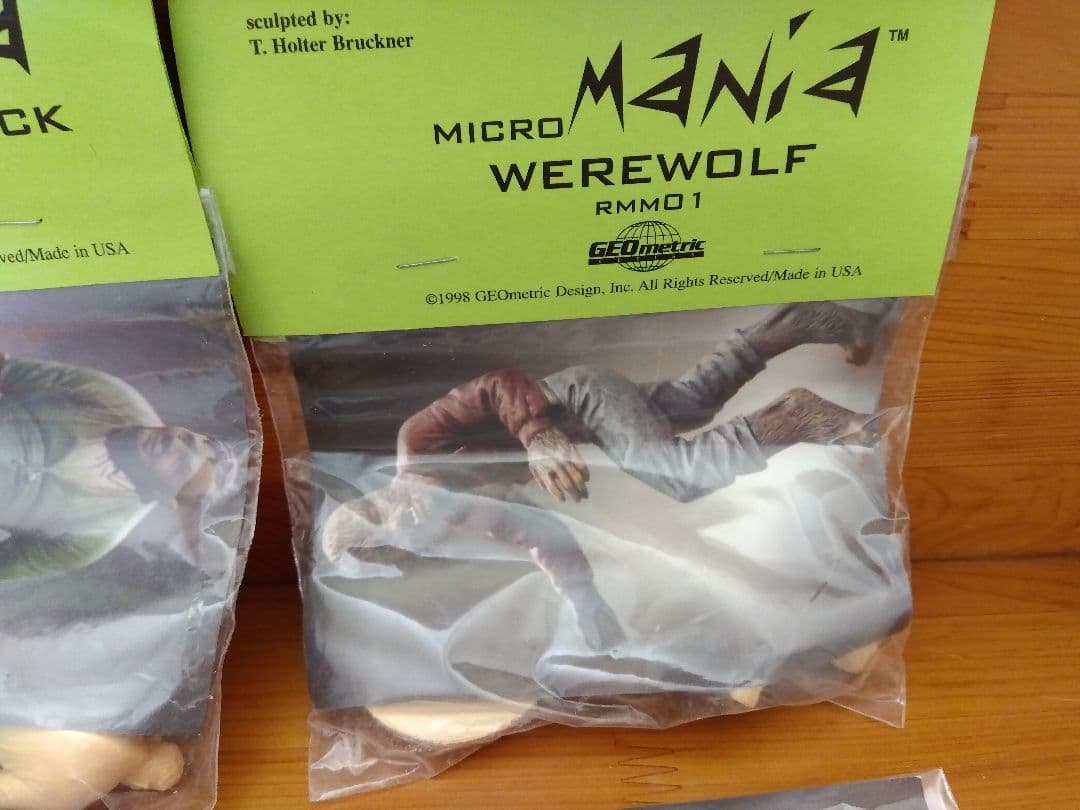 sculpted by:
T. Holter Bruckner
MICRO MANIA™
WEREWOLF
RMM01
GEOmetric
©1998 GEOmetric Design, Inc. All Rights Reserved/Made in USA
CK
ved/Made in USA